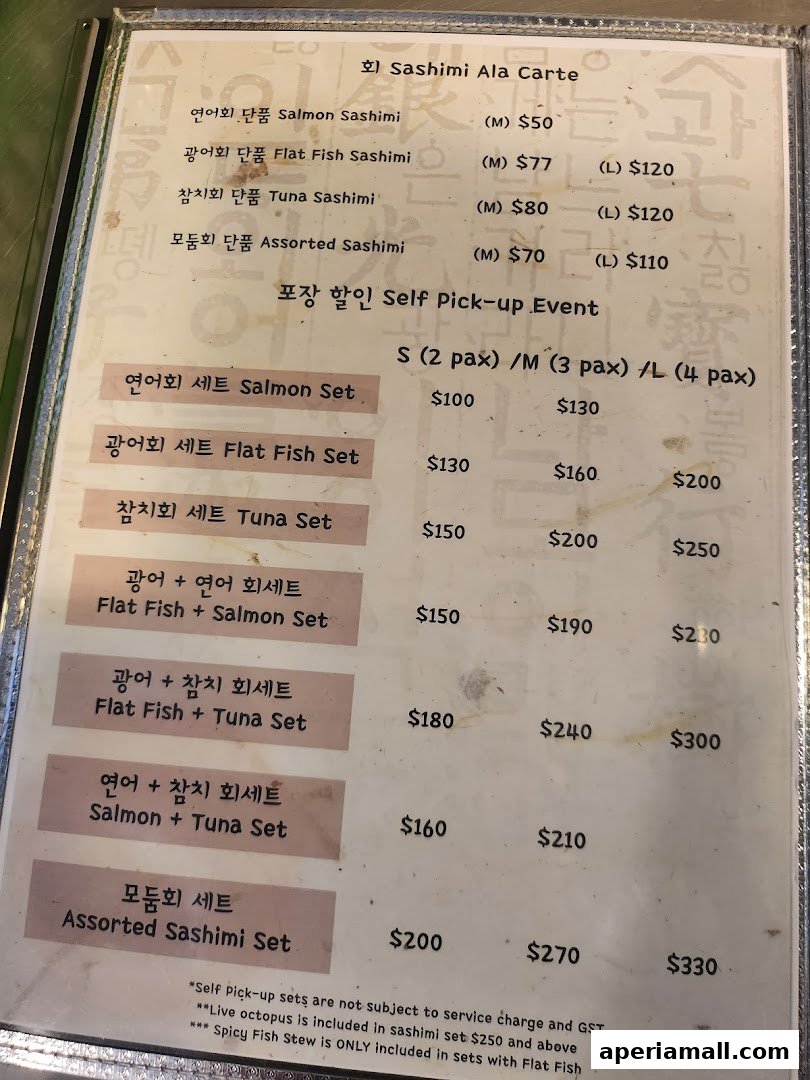 회 Sashimi Ala Carte
연어회 단품 Salmon Sashimi (M) $50
광어회 단품 Flat Fish Sashimi (M) $77 (L) $120
참치회 단품 Tuna Sashimi (M) $80 (L) $120
모둠회 단품 Assorted Sashimi (M) $70 (L) $110
포장 할인 Self Pick-up Event
S (2 pax) /M (3 pax) /L (4 pax)
연어회 세트 Salmon Set $100 $130
광어회 세트 Flat Fish Set $130 $160 $200
참치회 세트 Tuna Set $150 $200 $250
광어 + 연어 회세트
Flat Fish + Salmon Set $150 $190
광어 + 참치 회세트
Flat Fish + Tuna Set $180 $240 $300
연어 + 참치 회세트
Salmon + Tuna Set $160 $210
모둠회 세트
Assorted Sashimi Set $200 $270 $330
*Self Pick-up sets are not subject to service charge and GST
**Live octopus is included in sashimi set $250 and above
*** Spicy Fish Stew is ONLY included in sets with Flat Fish
aperiamall.com